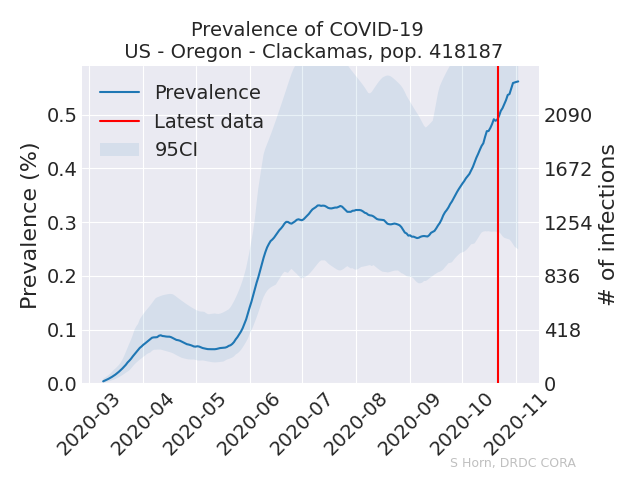 Prevalence of COVID-19
US - Oregon - Clackamas, pop. 418187
Prevalence
Latest data
95CI
Prevalence (%)
0.5
0.4
0.3
0.2
0.1
0.0
2090
1672
1254
836
418
0
# of infections
2020-03
2020-04
2020-05
2020-06
2020-07
2020-08
2020-09
2020-10
2020-11
S Horn, DRDC CORA